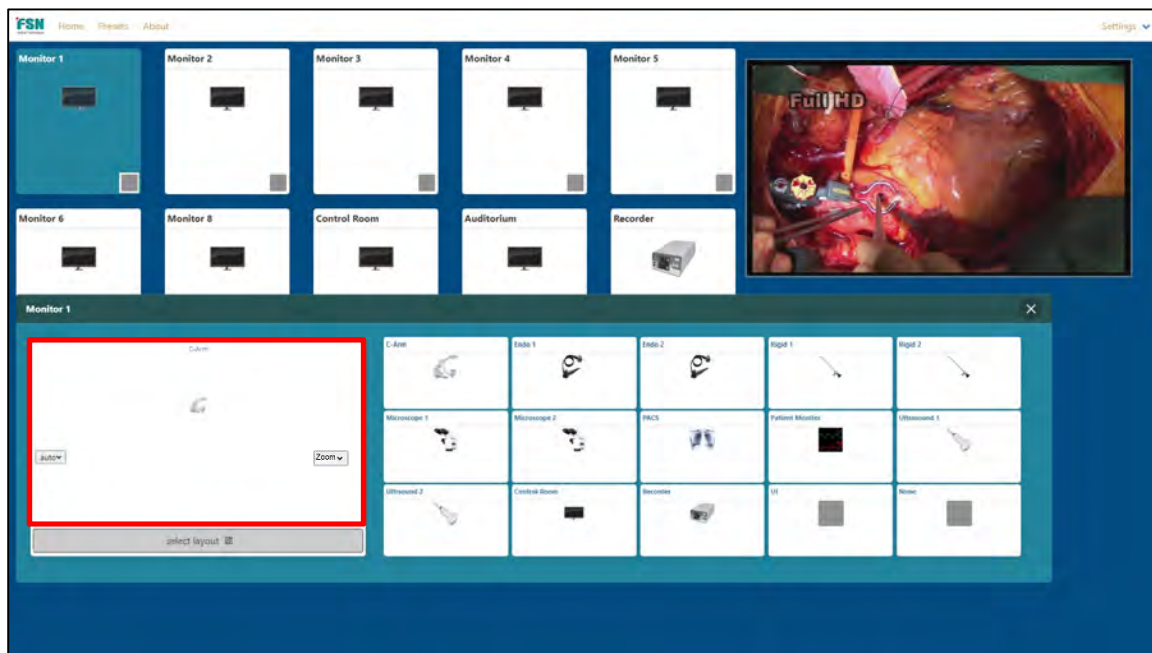 FSN
Home Presets About
Settings
Monitor 1
Monitor 2
Monitor 3
Monitor 4
Monitor 5
Full HD
Monitor 6
Monitor 8
Control Room
Auditorium
Recorder
Monitor 1
C-Arm
auto
Zoom
select layout
C-Arm
Endo 1
Endo 2
Rigid 1
Rigid 2
Microscope 1
Microscope 2
PACS
Patient Monitor
Ultrasound 1
Ultrasound 2
Control Room
Recorder
UI
None